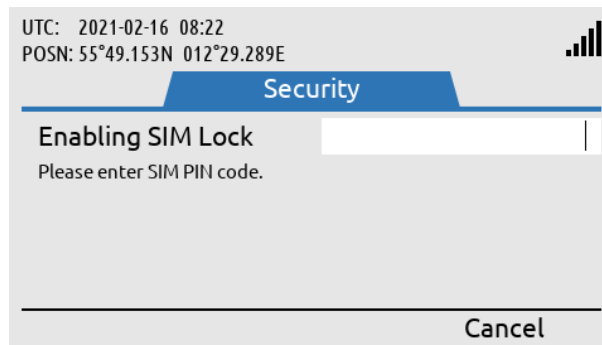 UTC: 2021-02-16 08:22
POSN: 55°49.153N 012°29.289E
Security
Enabling SIM Lock
Please enter SIM PIN code.
Cancel